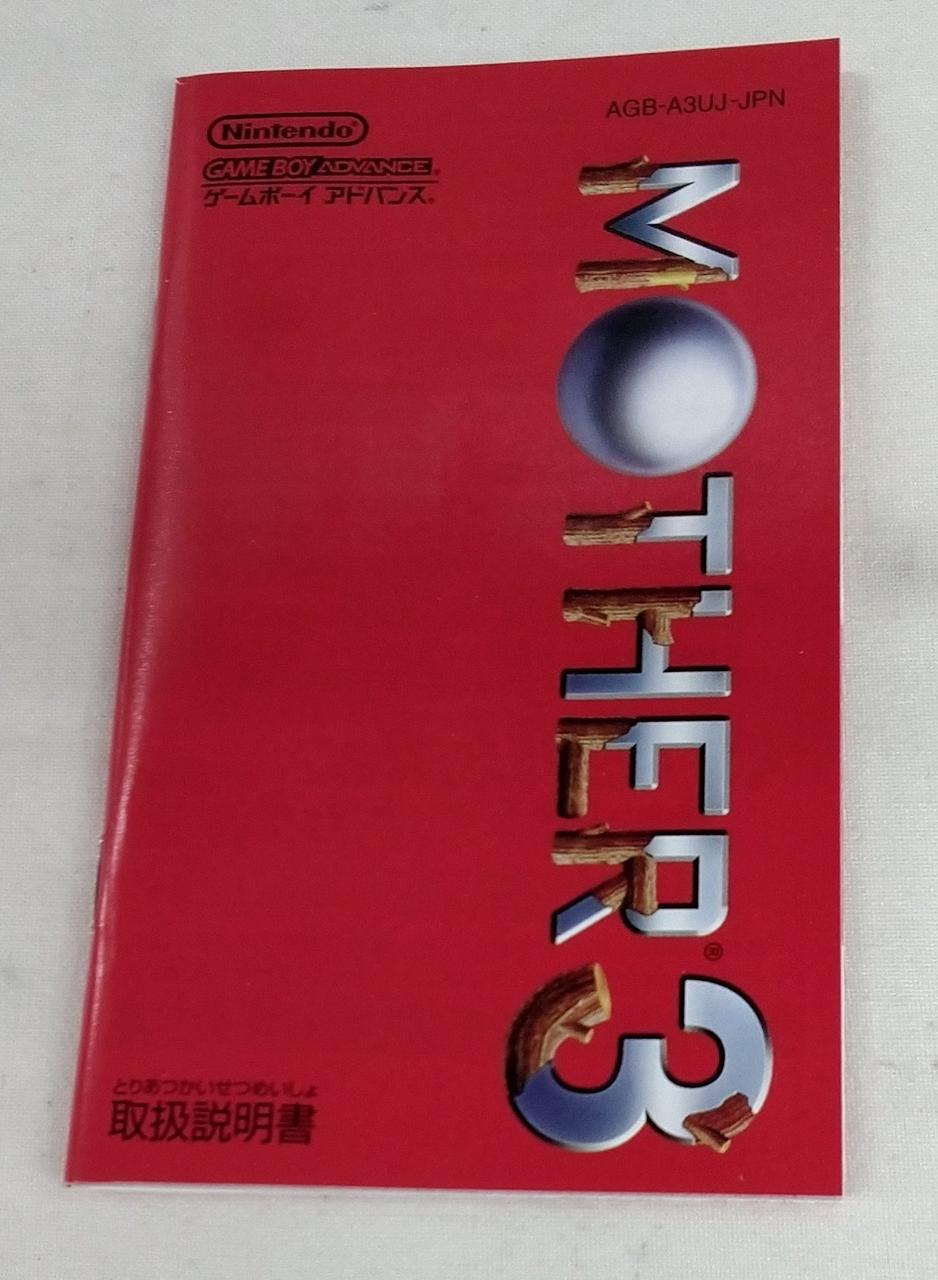 Nintendo®
GAME BOY ADVANCE®
ゲームボーイ アドバンス®
AGB-A3UJ-JPN
MOTHER®3
とりあつかいせつめいしょ
取扱説明書